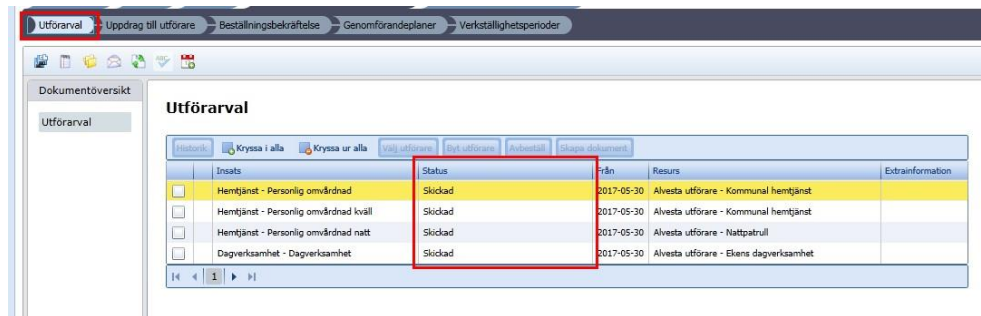 Utförarval Uppdrag till utförare Beställningsbekräftelse Genomförandeplaner Verkställighetsperioder
Dokumentöversikt
Utförarval
Utförarval
Historik Kryssa i alla Kryssa ur alla Välj utförare Byt utförare Avbeställ Skapa dokument
Insats Status Från Resurs Extrainformation
Hemtjänst - Personlig omvårdnad Skickad 2017-05-30 Alvesta utförare - Kommunal hemtjänst
Hemtjänst - Personlig omvårdnad kväll Skickad 2017-05-30 Alvesta utförare - Kommunal hemtjänst
Hemtjänst - Personlig omvårdnad natt Skickad 2017-05-30 Alvesta utförare - Nattpatrull
Dagverksamhet - Dagverksamhet Skickad 2017-05-30 Alvesta utförare - Ekens dagverksamhet
1